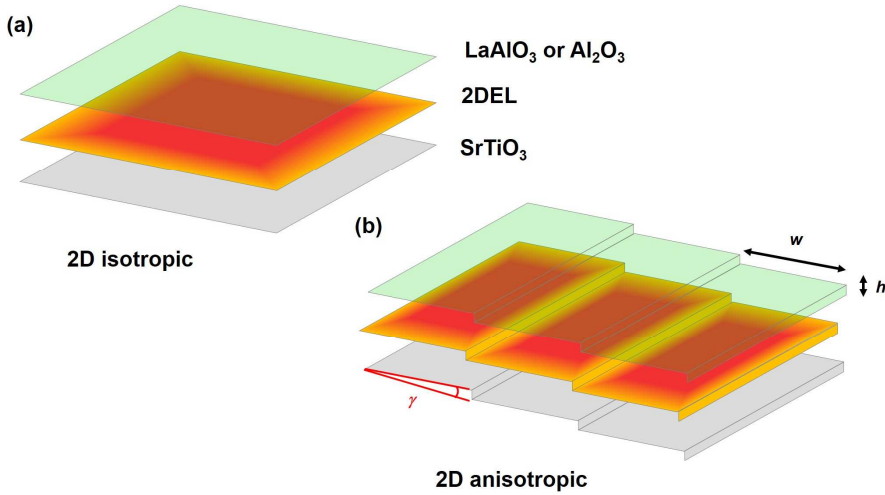 (a)
LaAlO₃ or Al₂O₃
2DEL
SrTiO₃
2D isotropic
(b)
w
h
γ
2D anisotropic